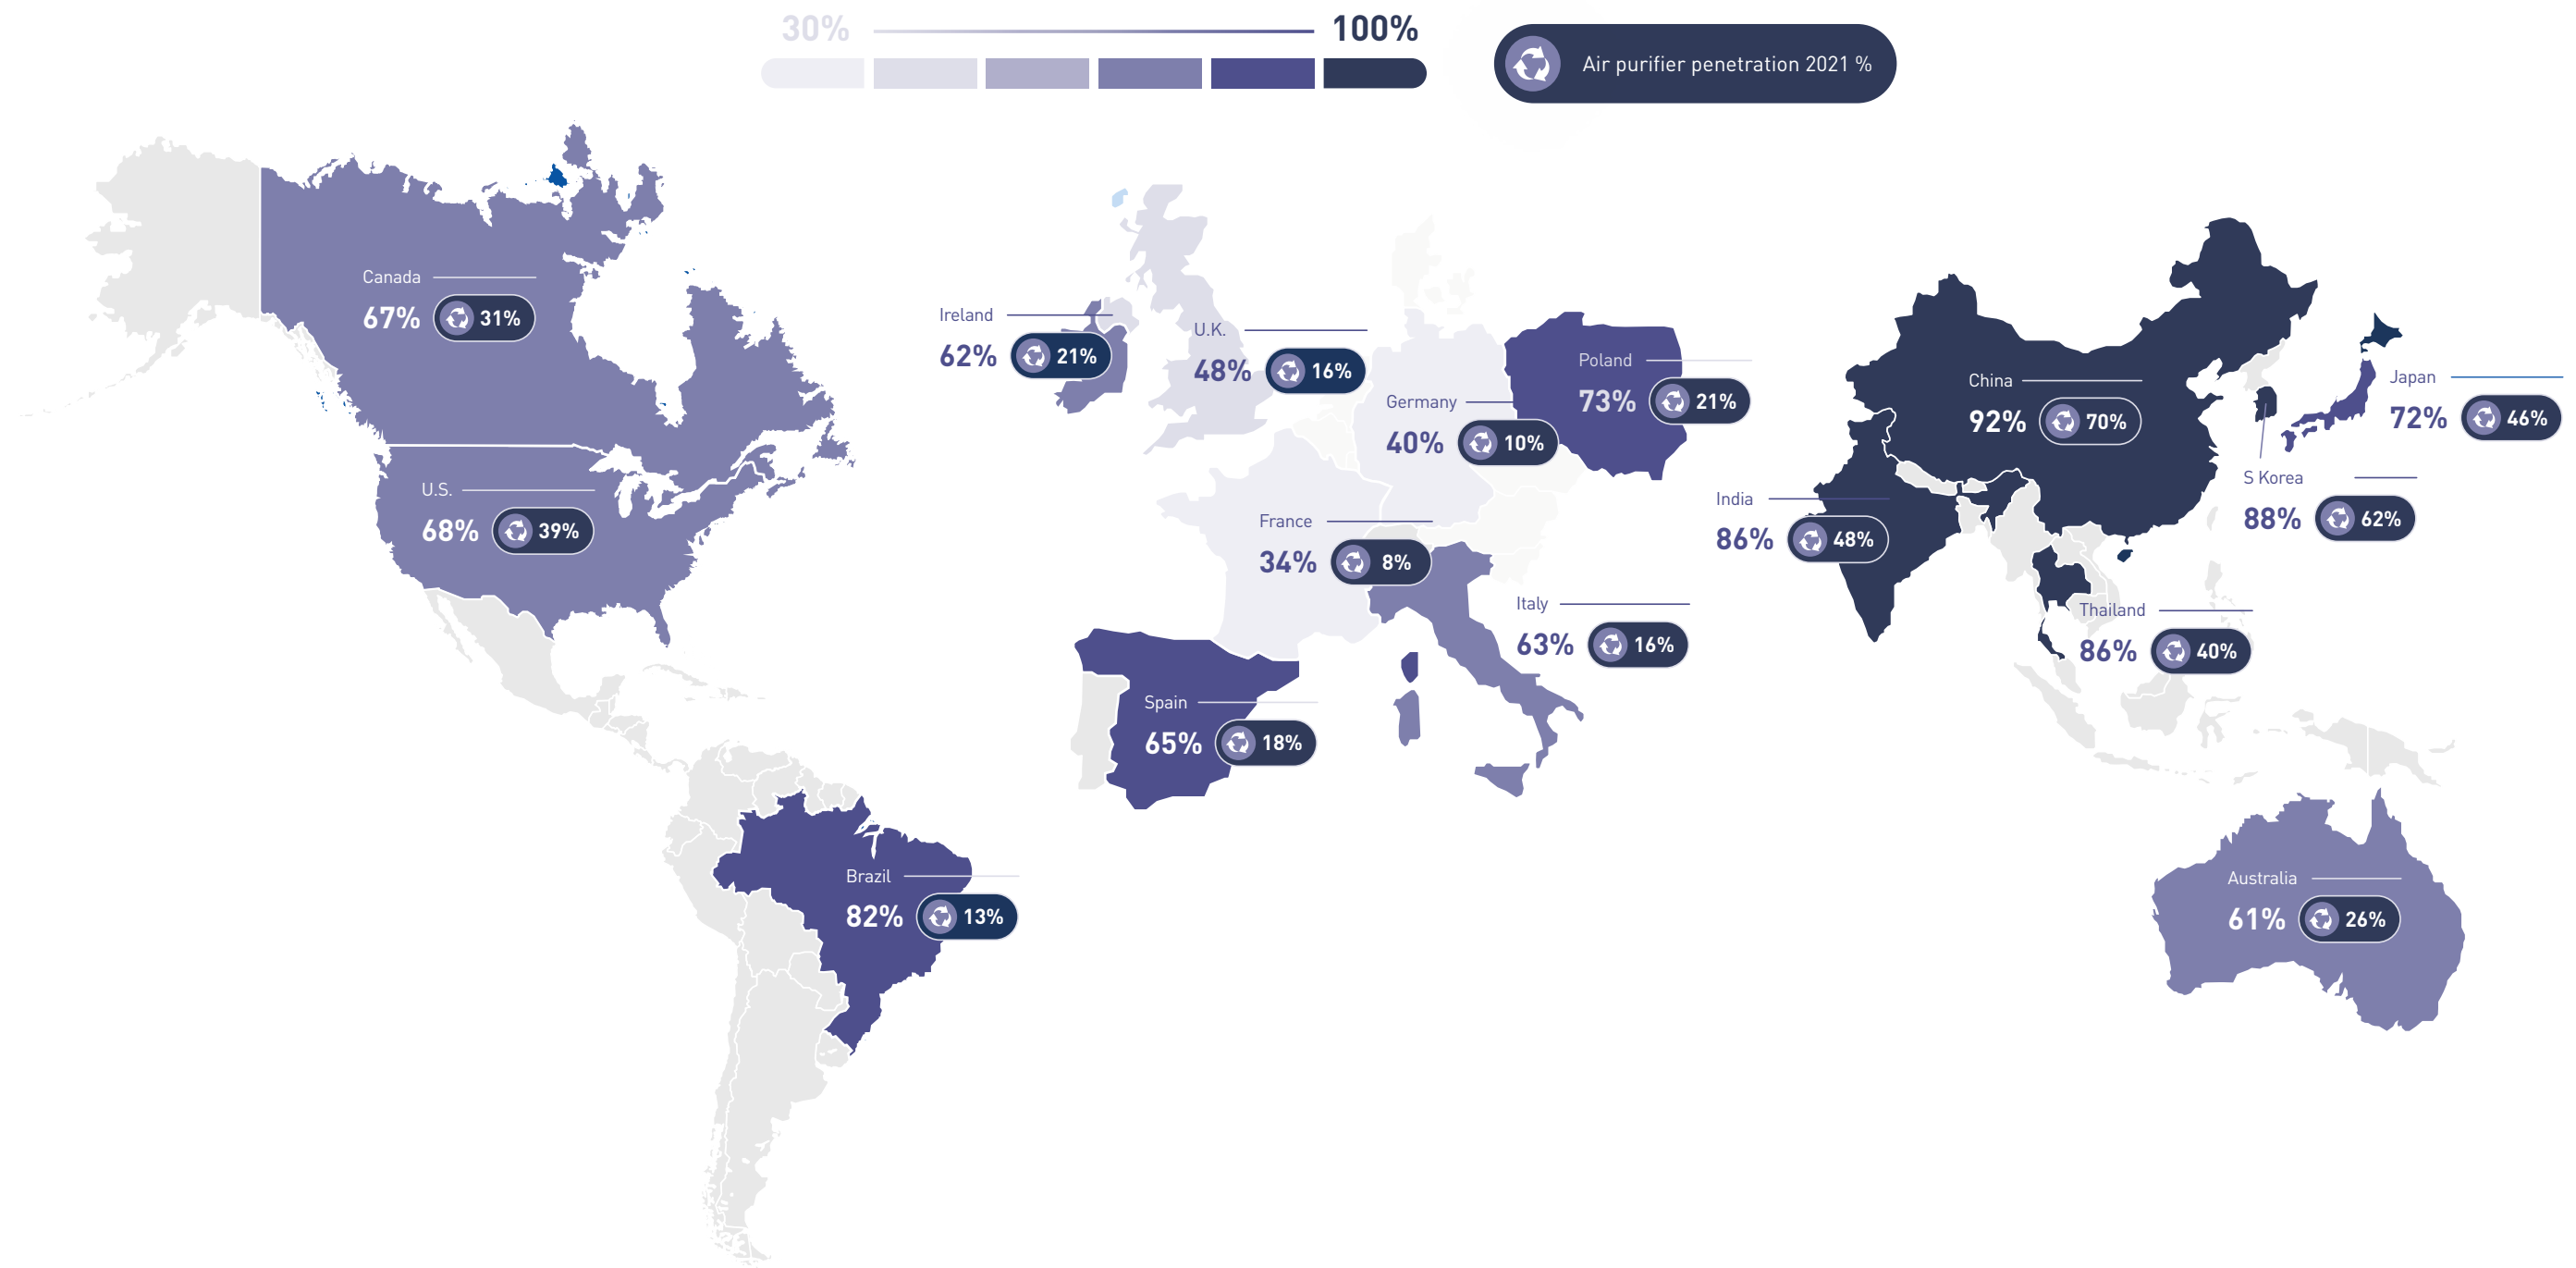 30% 100%
Air purifier penetration 2021 %
Canada
67% 31%
U.S.
68% 39%
Brazil
82% 13%
Ireland
62% 21%
U.K.
48% 16%
Germany
40% 10%
Poland
73% 21%
France
34% 8%
Italy
63% 16%
Spain
65% 18%
China
92% 70%
Japan
72% 46%
S Korea
88% 62%
India
86% 48%
Thailand
86% 40%
Australia
61% 26%